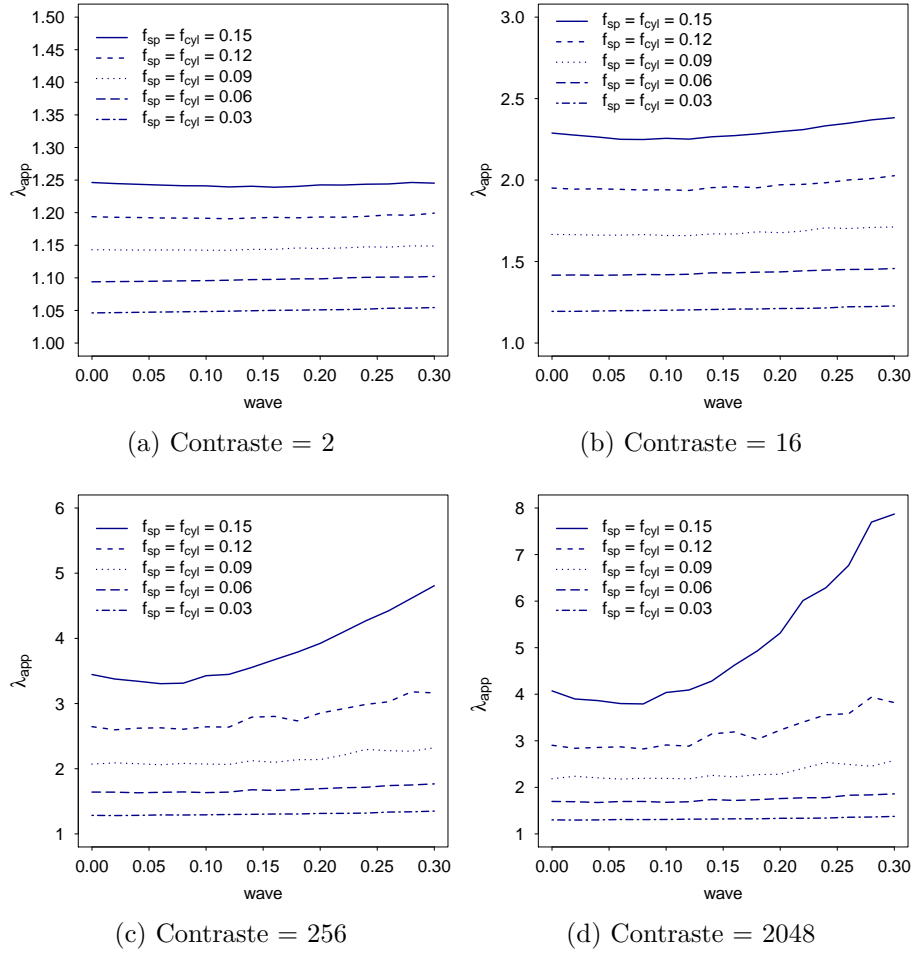 1.50
1.45
1.40
1.35
1.30
1.25
1.20
1.15
1.10
1.05
1.00
λapp
fsp = fcyl = 0.15
fsp = fcyl = 0.12
fsp = fcyl = 0.09
fsp = fcyl = 0.06
fsp = fcyl = 0.03
0.00 0.05 0.10 0.15 0.20 0.25 0.30
wave
(a) Contraste = 2
3.0
2.5
2.0
1.5
1.0
λapp
fsp = fcyl = 0.15
fsp = fcyl = 0.12
fsp = fcyl = 0.09
fsp = fcyl = 0.06
fsp = fcyl = 0.03
0.00 0.05 0.10 0.15 0.20 0.25 0.30
wave
(b) Contraste = 16
6
5
4
3
2
1
λapp
fsp = fcyl = 0.15
fsp = fcyl = 0.12
fsp = fcyl = 0.09
fsp = fcyl = 0.06
fsp = fcyl = 0.03
0.00 0.05 0.10 0.15 0.20 0.25 0.30
wave
(c) Contraste = 256
8
7
6
5
4
3
2
1
λapp
fsp = fcyl = 0.15
fsp = fcyl = 0.12
fsp = fcyl = 0.09
fsp = fcyl = 0.06
fsp = fcyl = 0.03
0.00 0.05 0.10 0.15 0.20 0.25 0.30
wave
(d) Contraste = 2048